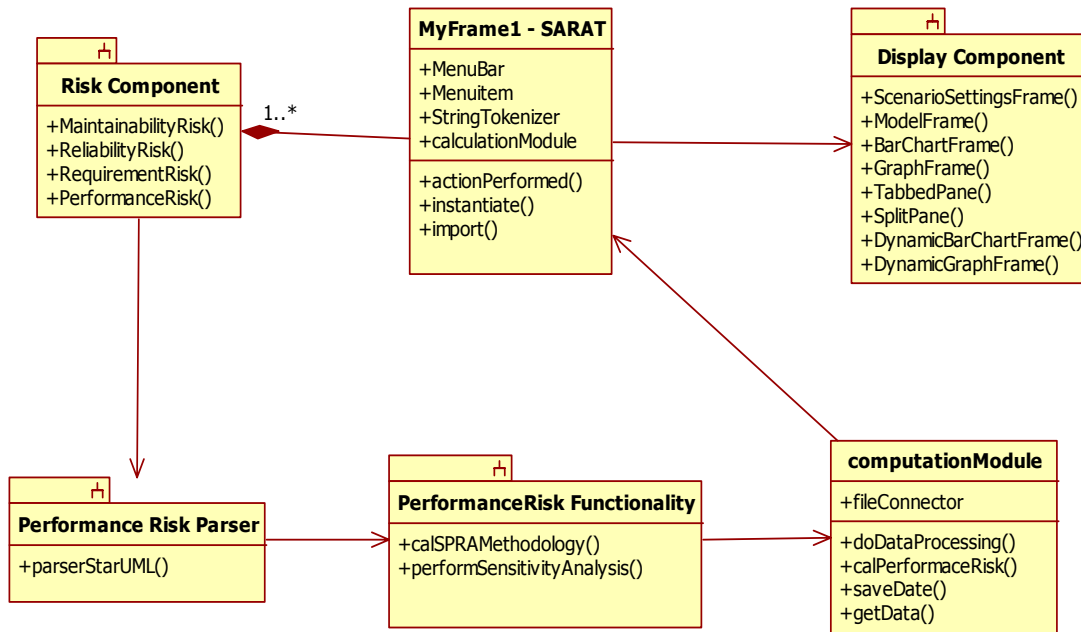 Risk Component
+MaintainabilityRisk()
+ReliabilityRisk()
+RequirementRisk()
+PerformanceRisk()
1..*
MyFrame1 - SARAT
+MenuBar
+Menuitem
+StringTokenizer
+calculationModule
+actionPerformed()
+instantiate()
+import()
Display Component
+ScenarioSettingsFrame()
+ModelFrame()
+BarChartFrame()
+GraphFrame()
+TabbedPane()
+SplitPane()
+DynamicBarChartFrame()
+DynamicGraphFrame()
Performance Risk Parser
+parserStarUML()
PerformanceRisk Functionality
+calSPRAMethodology()
+performSensitivityAnalysis()
computationModule
+fileConnector
+doDataProcessing()
+calPerformaceRisk()
+saveDate()
+getData()